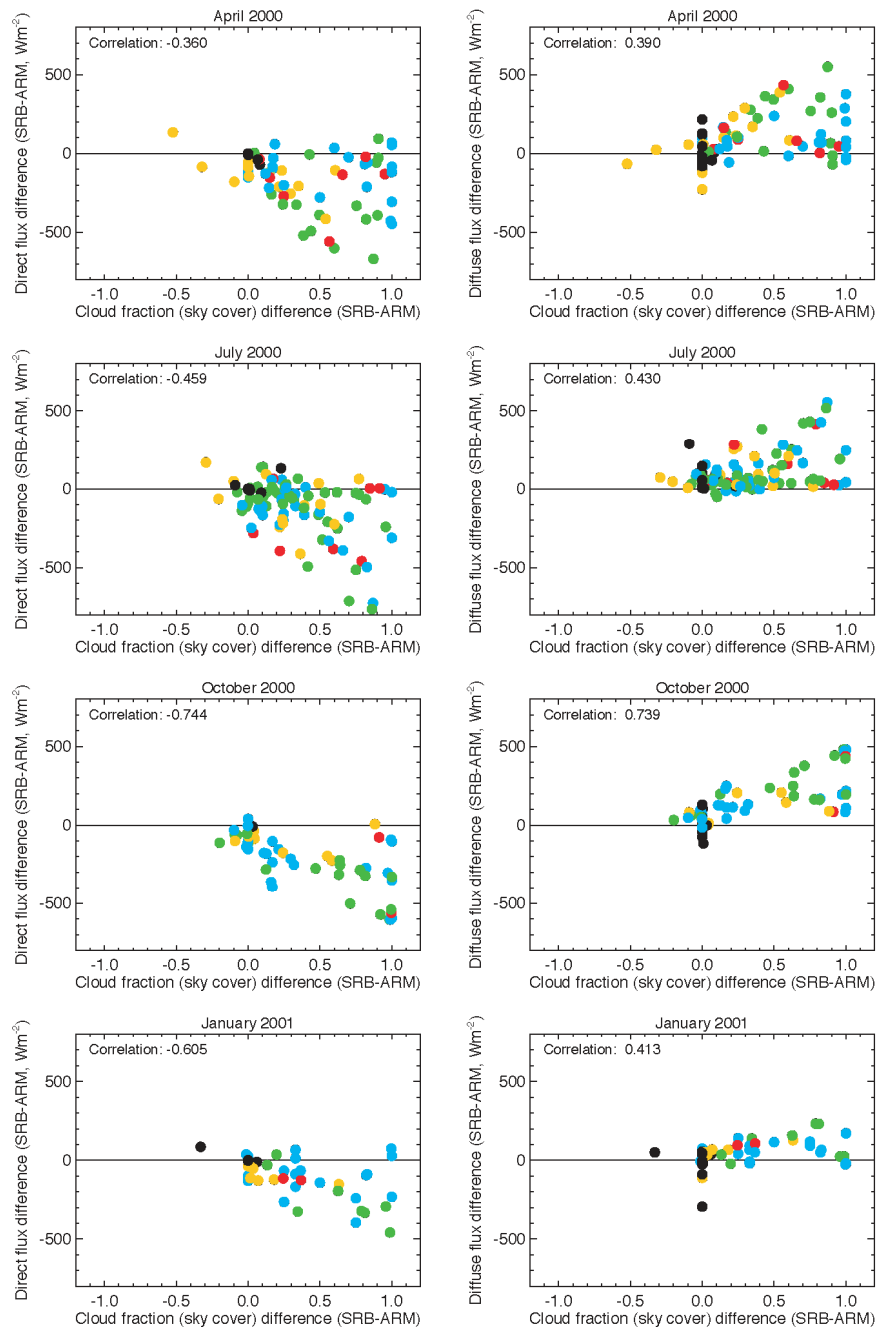 April 2000
Correlation: -0.360
Direct flux difference (SRB-ARM, Wm-2)
500
0
-500
-1.0 -0.5 0.0 0.5 1.0
Cloud fraction (sky cover) difference (SRB-ARM)
April 2000
Correlation: 0.390
Diffuse flux difference (SRB-ARM, Wm-2)
500
0
-500
-1.0 -0.5 0.0 0.5 1.0
Cloud fraction (sky cover) difference (SRB-ARM)
July 2000
Correlation: -0.459
Direct flux difference (SRB-ARM, Wm-2)
500
0
-500
-1.0 -0.5 0.0 0.5 1.0
Cloud fraction (sky cover) difference (SRB-ARM)
July 2000
Correlation: 0.430
Diffuse flux difference (SRB-ARM, Wm-2)
500
0
-500
-1.0 -0.5 0.0 0.5 1.0
Cloud fraction (sky cover) difference (SRB-ARM)
October 2000
Correlation: -0.744
Direct flux difference (SRB-ARM, Wm-2)
500
0
-500
-1.0 -0.5 0.0 0.5 1.0
Cloud fraction (sky cover) difference (SRB-ARM)
October 2000
Correlation: 0.739
Diffuse flux difference (SRB-ARM, Wm-2)
500
0
-500
-1.0 -0.5 0.0 0.5 1.0
Cloud fraction (sky cover) difference (SRB-ARM)
January 2001
Correlation: -0.605
Direct flux difference (SRB-ARM, Wm-2)
500
0
-500
-1.0 -0.5 0.0 0.5 1.0
Cloud fraction (sky cover) difference (SRB-ARM)
January 2001
Correlation: 0.413
Diffuse flux difference (SRB-ARM, Wm-2)
500
0
-500
-1.0 -0.5 0.0 0.5 1.0
Cloud fraction (sky cover) difference (SRB-ARM)